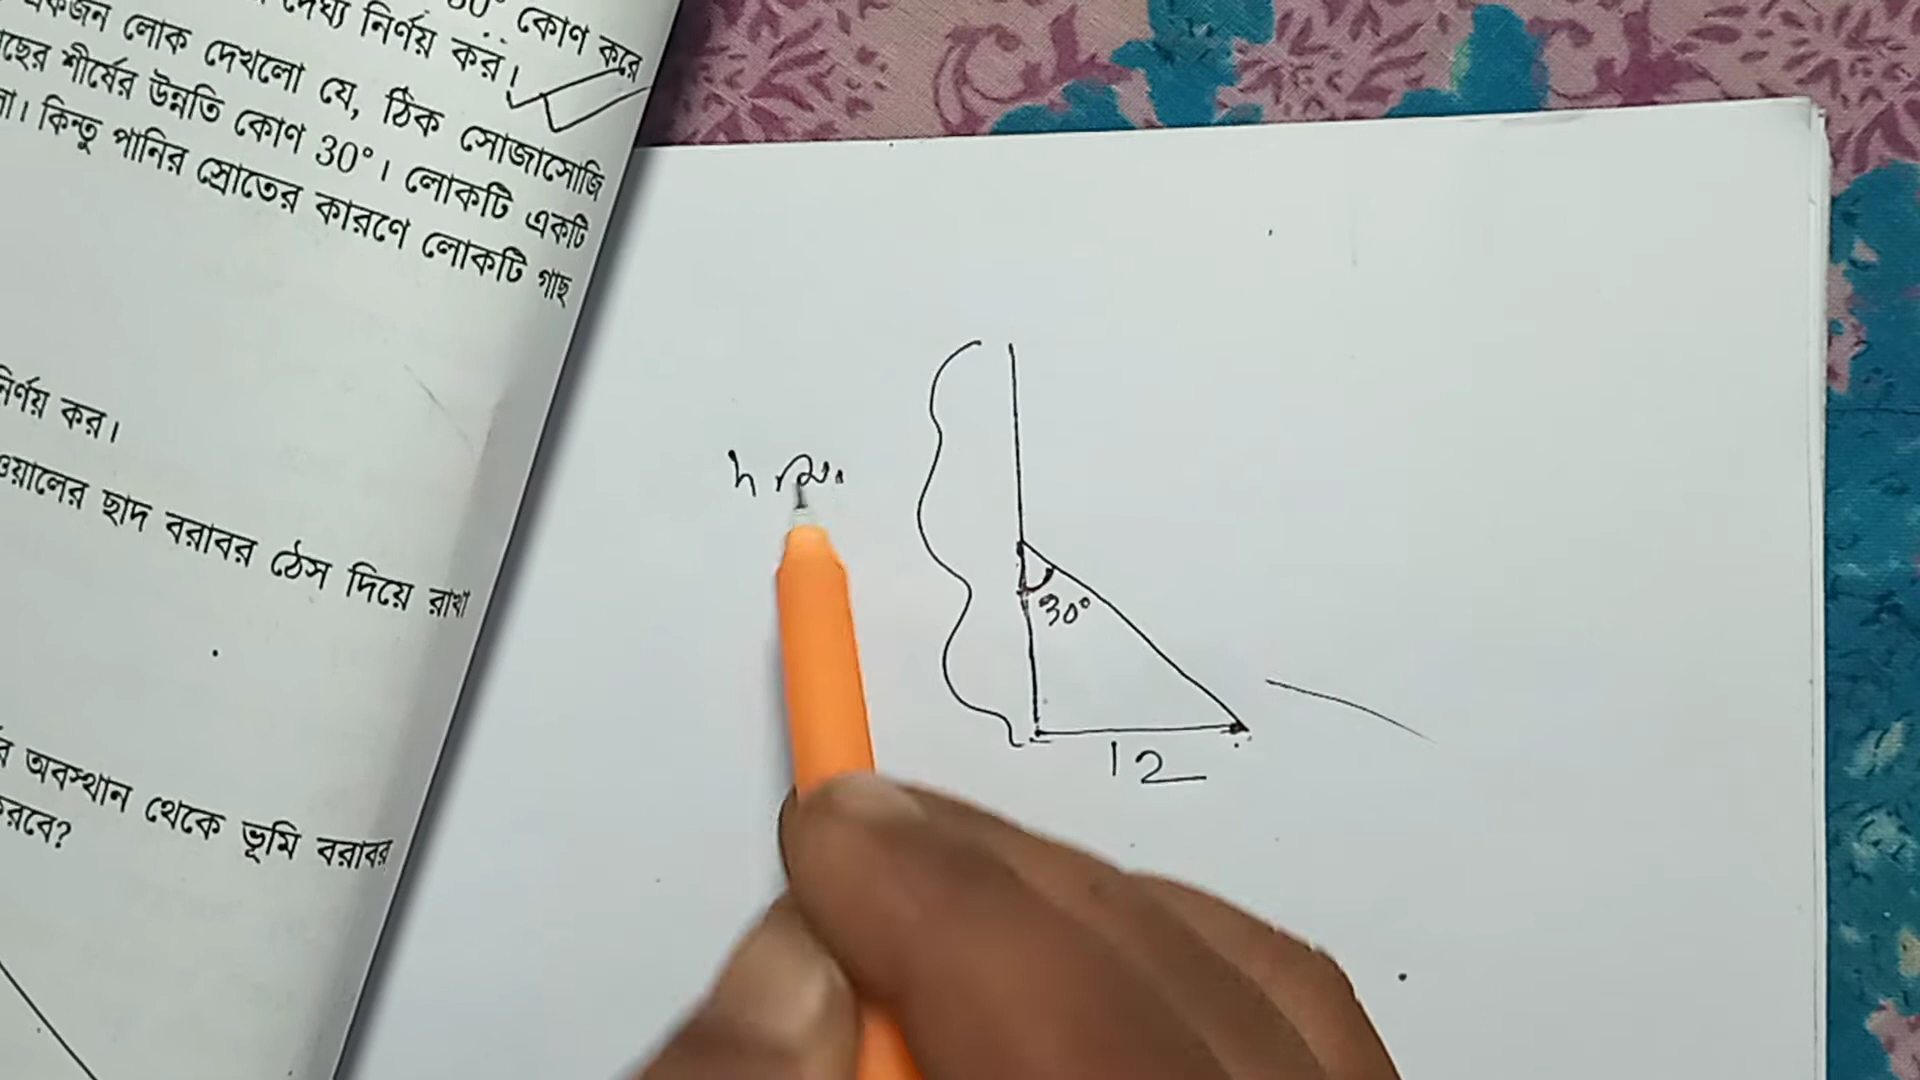 কোণ করে
নির্ণয় কর।
লোক দেখলো যে, ঠিক সোজাসোজি
শীর্ষের উন্নতি কোণ 30°। লোকটি একটি
কিন্তু পানির স্রোতের কারণে লোকটি গাছ
নির্ণয় কর।
ছাদ বরাবর ঠেস দিয়ে রাখা
অবস্থান থেকে ভূমি বরাবর
করবে?
h মি.
30°
12